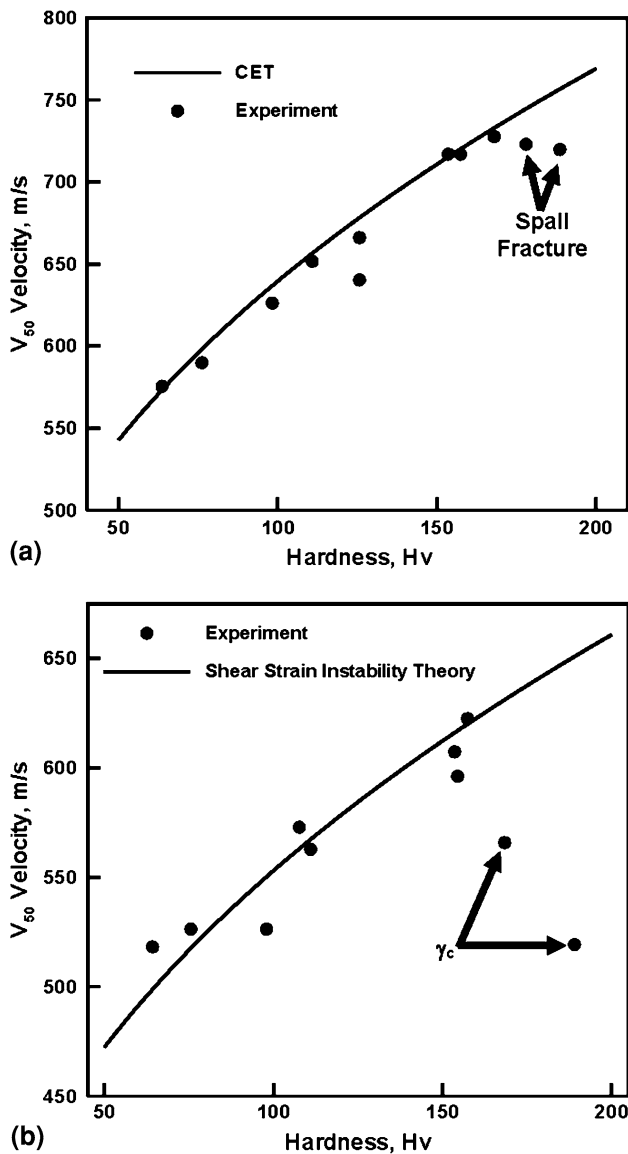 800
750
700
650
600
550
500
V50 Velocity, m/s
CET
Experiment
Spall
Fracture
50
100
150
200
Hardness, Hv
(a)
650
600
550
500
450
V50 Velocity, m/s
Experiment
Shear Strain Instability Theory
γc
50
100
150
200
Hardness, Hv
(b)